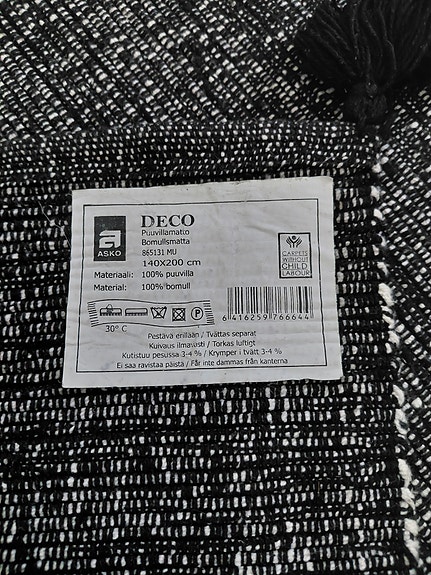 a
ASKO
DECO
Puuvillamatto
Bomullsmatta
865131 MU
140X200 cm
Materiaali: 100% puuvilla
Material: 100% bomull
CARPETS
WITHOUT
CHILD
LABOUR
30° C
P
6 416259 766644
Pestävä erillään / Tvättas separat
Kuivaus ilmavasti / Torkas luftigt
Kutistuu pesussa 3-4 % / Krymper i tvätt 3-4 %
Ei saa ravistaa päistä / Får inte dammas från kanterna